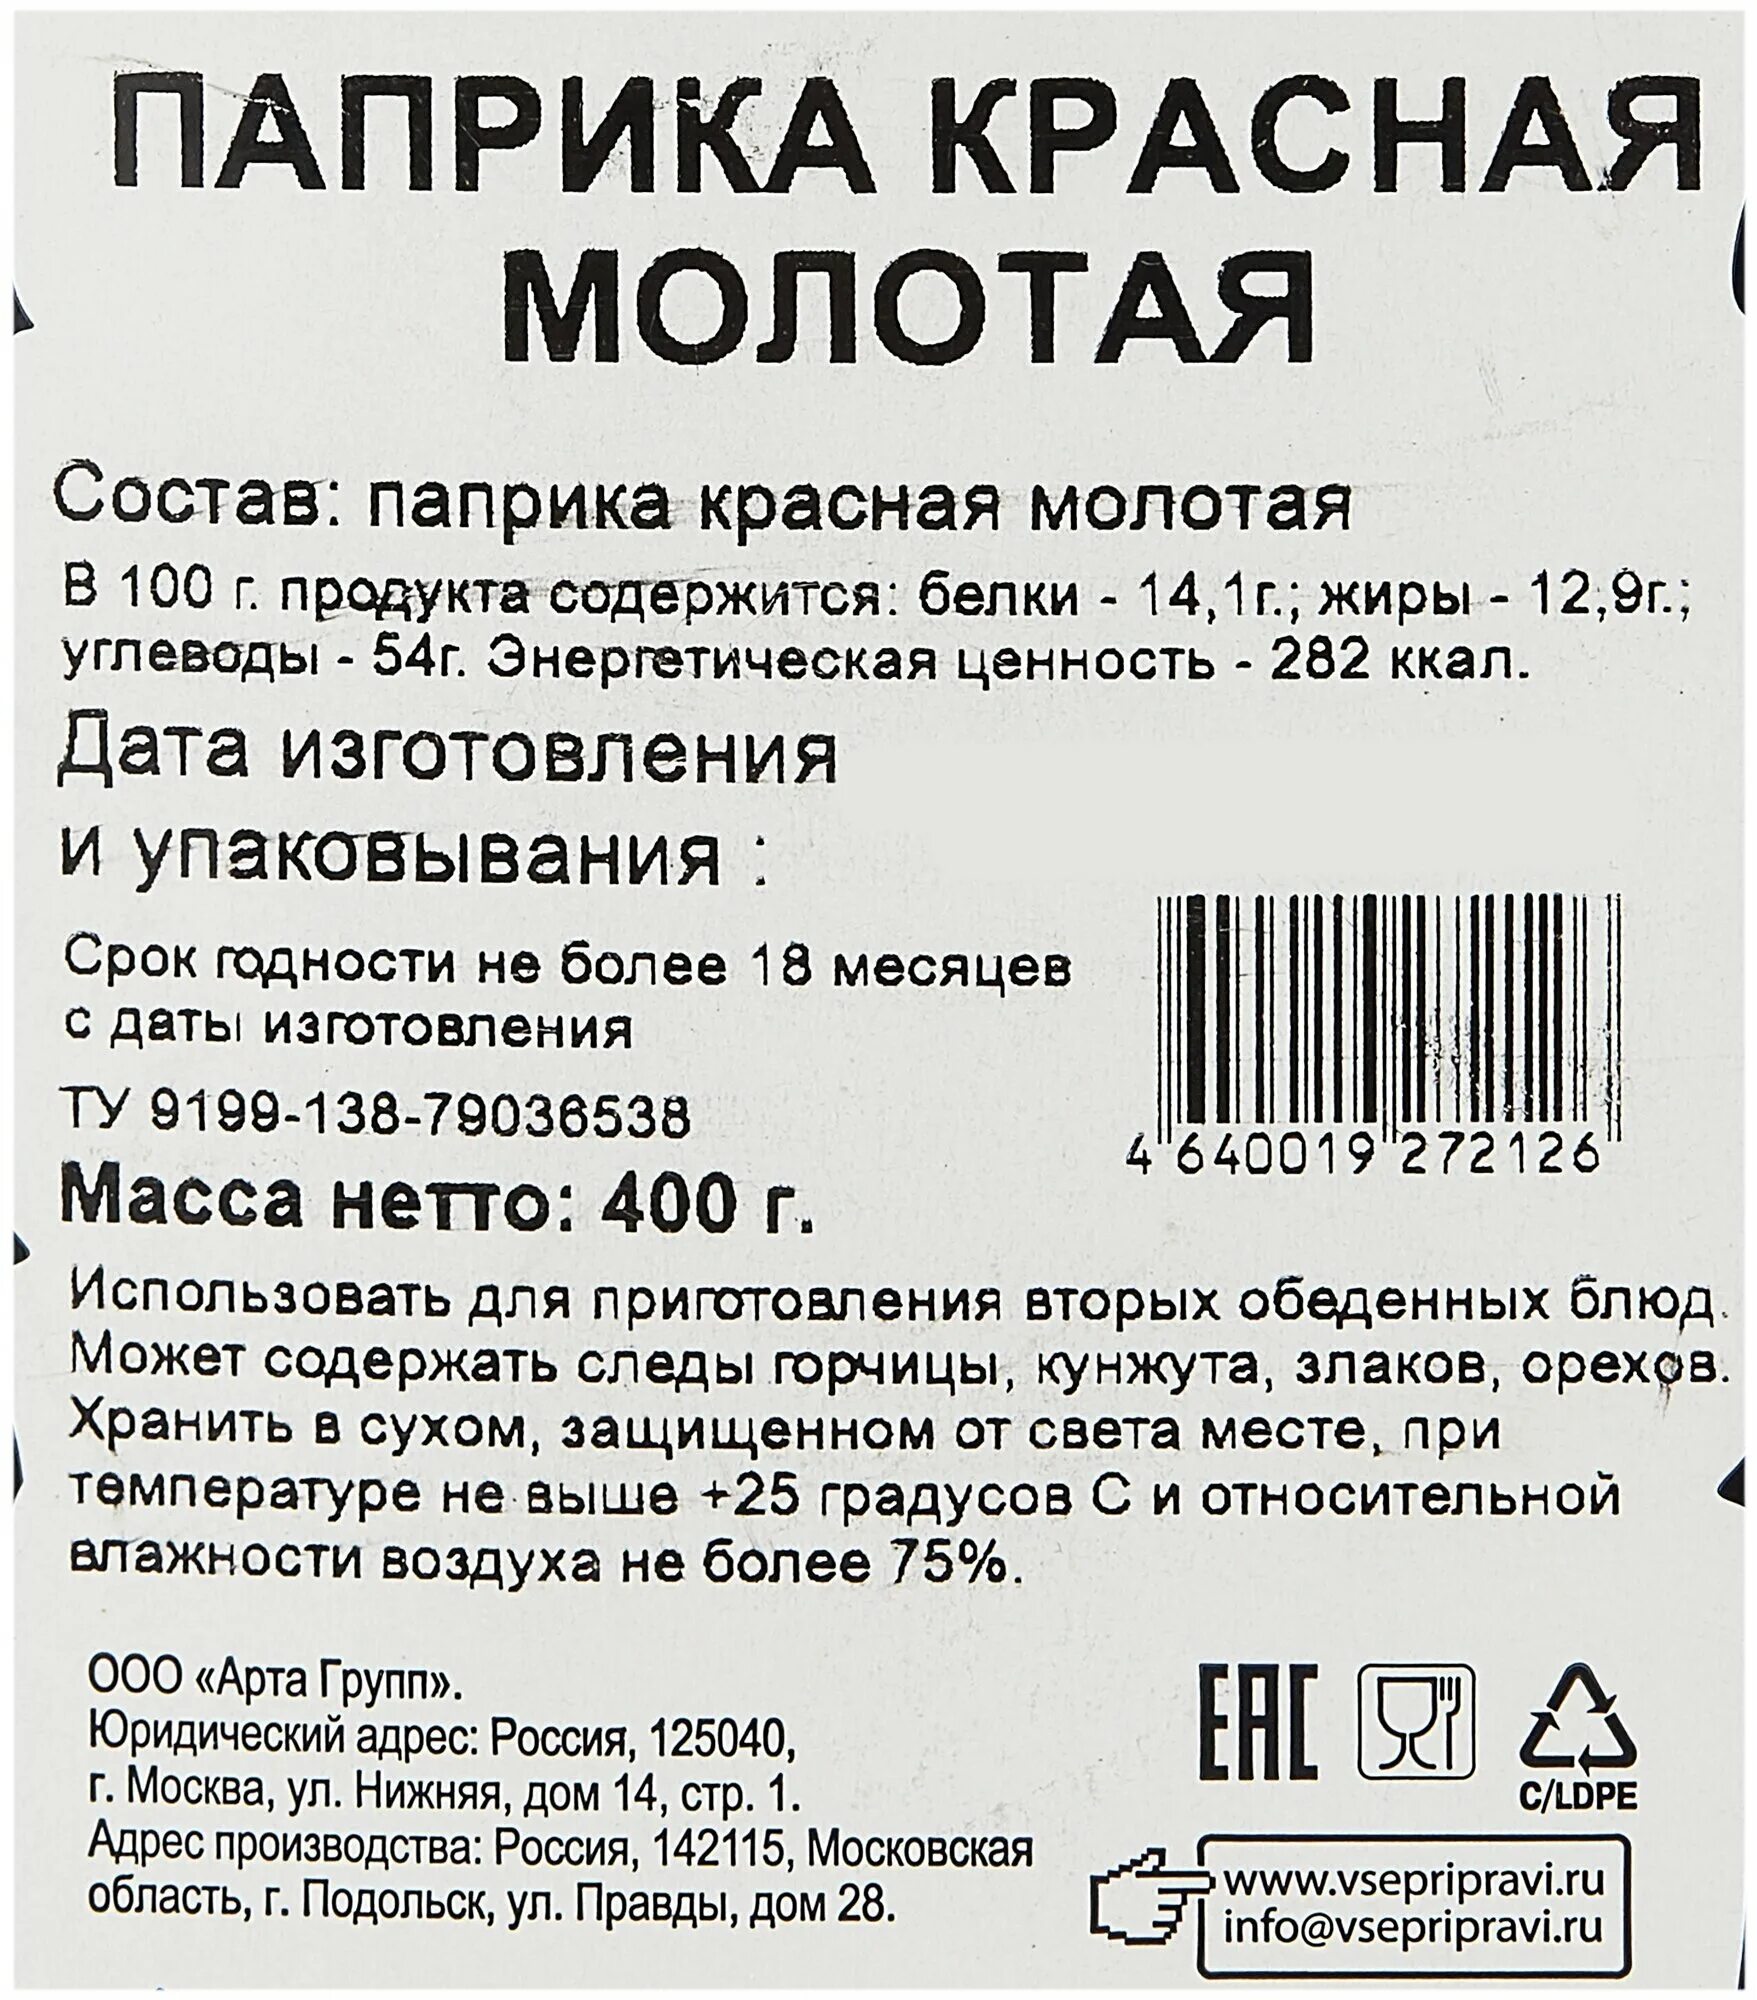 ПАПРИКА КРАСНАЯ
МОЛОТАЯ
Состав: паприка красная молотая
В 100 г. продукта содержится: белки - 14,1г.; жиры - 12,9г.;
углеводы - 54г. Энергетическая ценность - 282 ккал.
Дата изготовления
и упаковывания :
Срок годности не более 18 месяцев
с даты изготовления
ТУ 9199-138-79036538
4 640019 272126
Масса нетто: 400 г.
Использовать для приготовления вторых обеденных блюд.
Может содержать следы горчицы, кунжута, злаков, орехов.
Хранить в сухом, защищенном от света месте, при
температуре не выше +25 градусов С и относительной
влажности воздуха не более 75%.
ООО «Арта Групп».
Юридический адрес: Россия, 125040,
г. Москва, ул. Нижняя, дом 14, стр. 1.
Адрес производства: Россия, 142115, Московская
область, г. Подольск, ул. Правды, дом 28.
ЕАС
C/LDPE
www.vsepripravi.ru
info@vsepripravi.ru